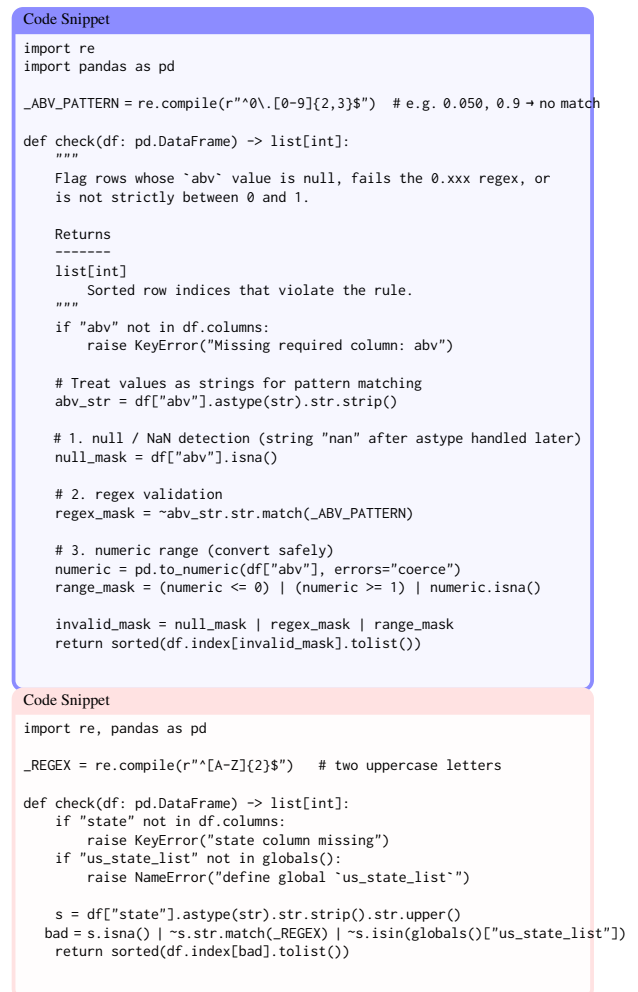 Code Snippet
import re
import pandas as pd
_ABV_PATTERN = re.compile(r"^0\.[0-9]{2,3}$")  # e.g. 0.050, 0.9 → no match
def check(df: pd.DataFrame) -> list[int]:
    """
    Flag rows whose `abv` value is null, fails the 0.xxx regex, or
    is not strictly between 0 and 1.
    Returns
    -------
    list[int]
        Sorted row indices that violate the rule.
    """
    if "abv" not in df.columns:
        raise KeyError("Missing required column: abv")
    # Treat values as strings for pattern matching
    abv_str = df["abv"].astype(str).str.strip()
    # 1. null / NaN detection (string "nan" after astype handled later)
    null_mask = df["abv"].isna()
    # 2. regex validation
    regex_mask = ~abv_str.str.match(_ABV_PATTERN)
    # 3. numeric range (convert safely)
    numeric = pd.to_numeric(df["abv"], errors="coerce")
    range_mask = (numeric <= 0) | (numeric >= 1) | numeric.isna()
    invalid_mask = null_mask | regex_mask | range_mask
    return sorted(df.index[invalid_mask].tolist())
Code Snippet
import re, pandas as pd
_REGEX = re.compile(r"^[A-Z]{2}$")   # two uppercase letters
def check(df: pd.DataFrame) -> list[int]:
    if "state" not in df.columns:
        raise KeyError("state column missing")
    if "us_state_list" not in globals():
        raise NameError("define global `us_state_list`")
    s = df["state"].astype(str).str.strip().str.upper()
    bad = s.isna() | ~s.str.match(_REGEX) | ~s.isin(globals()["us_state_list"])
    return sorted(df.index[bad].tolist())